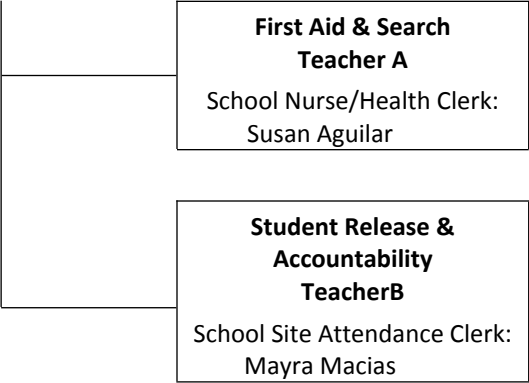 First Aid & Search
Teacher A
School Nurse/Health Clerk:
Susan Aguilar
Student Release &
Accountability
TeacherB
School Site Attendance Clerk:
Mayra Macias